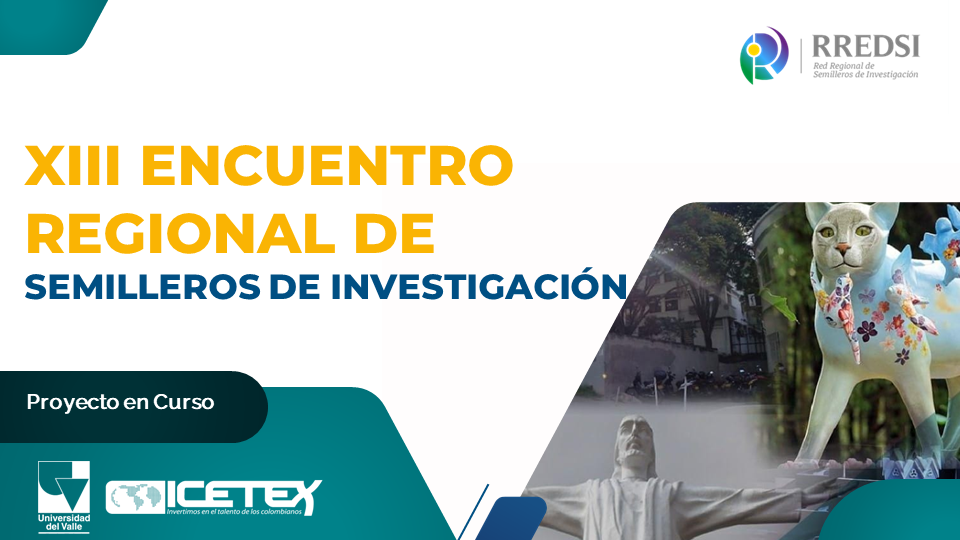 RREDSI
Red Regional de
Semilleros de Investigación
XIII ENCUENTRO
REGIONAL DE
SEMILLEROS DE INVESTIGACIÓN
Proyecto en Curso
Universidad
del Valle
ICETEX
Invertimos en el talento de los colombianos